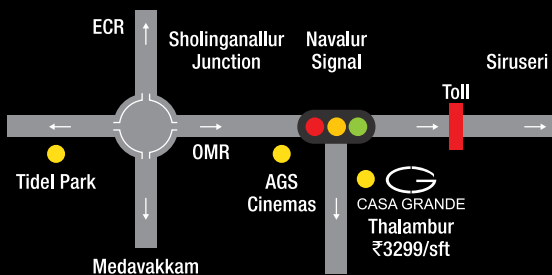 ECR
Sholinganallur
Junction
Navalur
Signal
Siruseri
Toll
OMR
Tidel Park
AGS
Cinemas
CASA GRANDE
Thalambur
₹3299/sft
Medavakkam